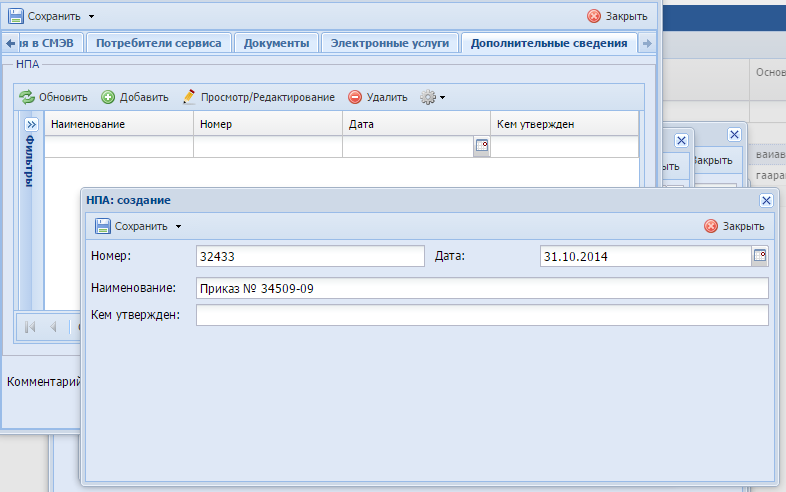 Сохранить
Закрыть
ия в СМЭВ
Потребители сервиса
Документы
Электронные услуги
Дополнительные сведения
НПА
Обновить
Добавить
Просмотр/Редактирование
Удалить
Основ
Фильтры
Наименование
Номер
Дата
Кем утвержден
ыть
Закрыть
ваиав
гаара
НПА: создание
Сохранить
Закрыть
Номер:
32433
Дата:
31.10.2014
Наименование:
Приказ № 34509-09
Кем утвержден:
Комментарий